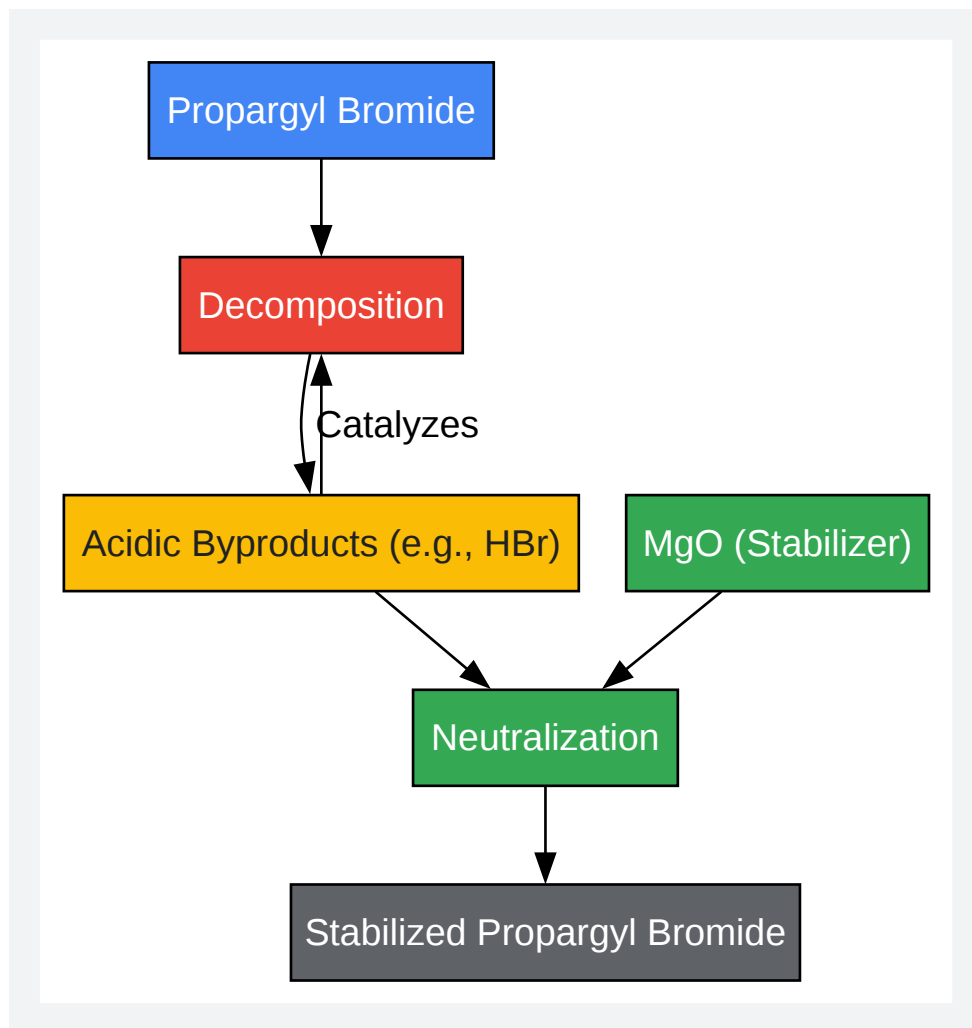 Propargyl Bromide
Decomposition
Catalyzes
Acidic Byproducts (e.g., HBr)
MgO (Stabilizer)
Neutralization
Stabilized Propargyl Bromide